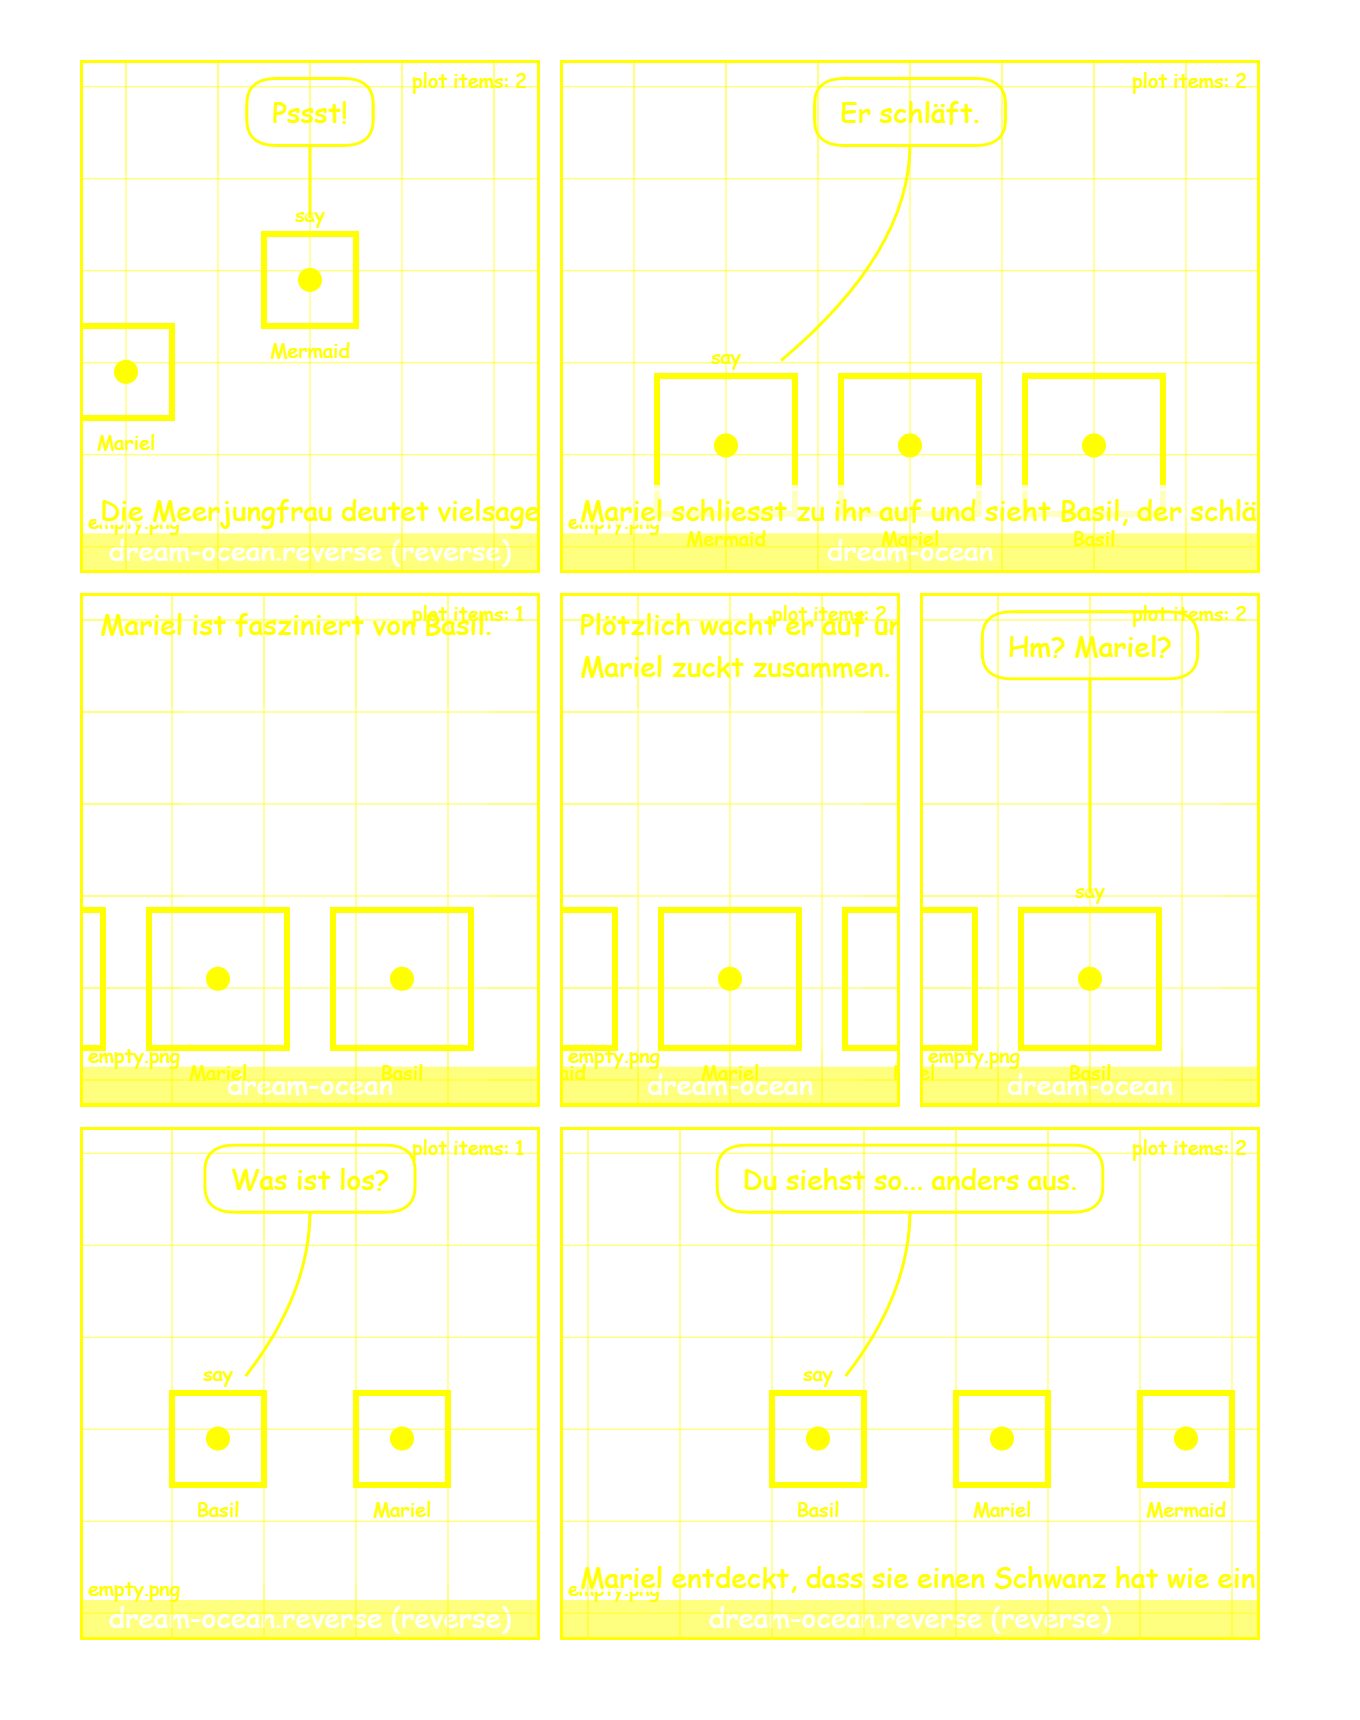 plot items: 2
Pssst!
say
Mermaid
Mariel
Die Meerjungfrau deutet vielsage
empty.png
dream-ocean.reverse (reverse)
plot items: 2
Er schläft.
say
Mariel schliesst zu ihr auf und sieht Basil, der schlä
empty.png
Mermaid
Mariel
Basil
dream-ocean
plot items: 1
Mariel ist fasziniert von Basil.
empty.png
Mariel
Basil
dream-ocean
plot items: 2
Plötzlich wacht er auf un
Mariel zuckt zusammen.
empty.png
aid
Mariel
dream-ocean
plot items: 2
Hm? Mariel?
say
empty.png
el
Basil
dream-ocean
plot items: 1
Was ist los?
say
Basil
Mariel
empty.png
dream-ocean.reverse (reverse)
plot items: 2
Du siehst so... anders aus.
say
Basil
Mariel
Mermaid
Mariel entdeckt, dass sie einen Schwanz hat wie ein
empty.png
dream-ocean.reverse (reverse)